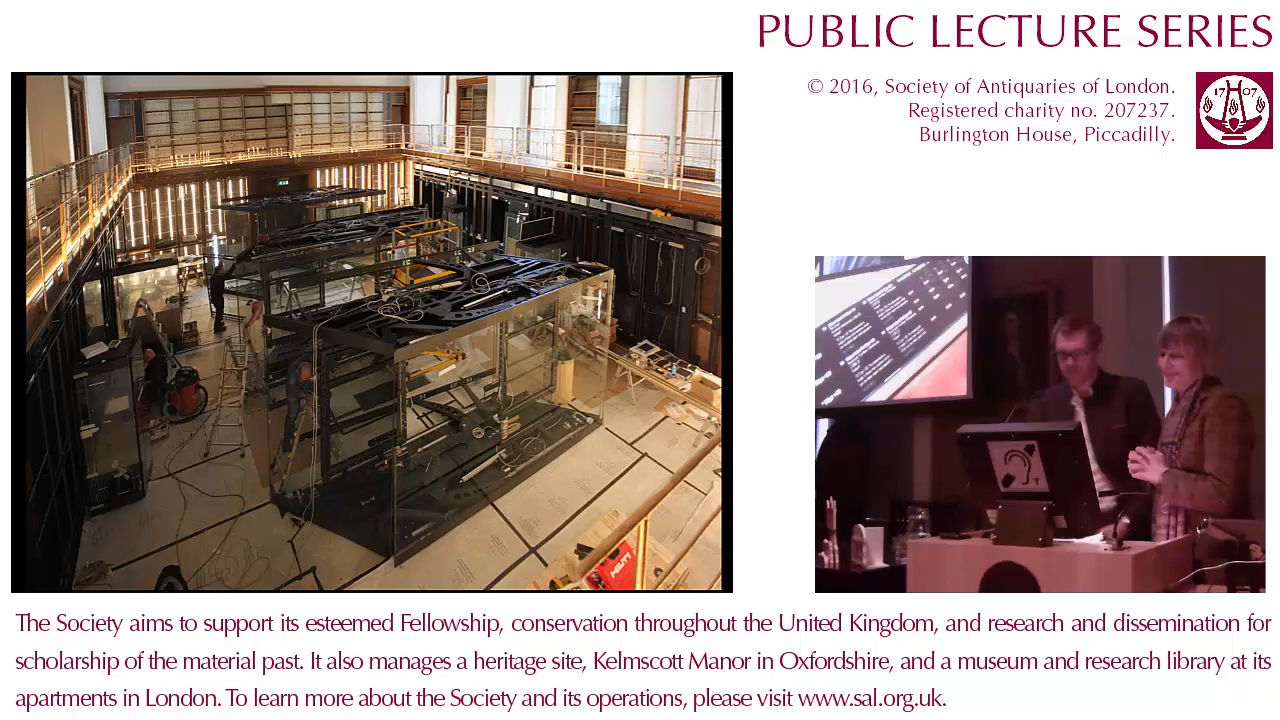 PUBLIC LECTURE SERIES
© 2016, Society of Antiquaries of London.
Registered charity no. 207237.
Burlington House, Piccadilly.
17 07
HILTI
The Society aims to support its esteemed Fellowship, conservation throughout the United Kingdom, and research and dissemination for
scholarship of the material past. It also manages a heritage site, Kelmscott Manor in Oxfordshire, and a museum and research library at its
apartments in London. To learn more about the Society and its operations, please visit www.sal.org.uk.